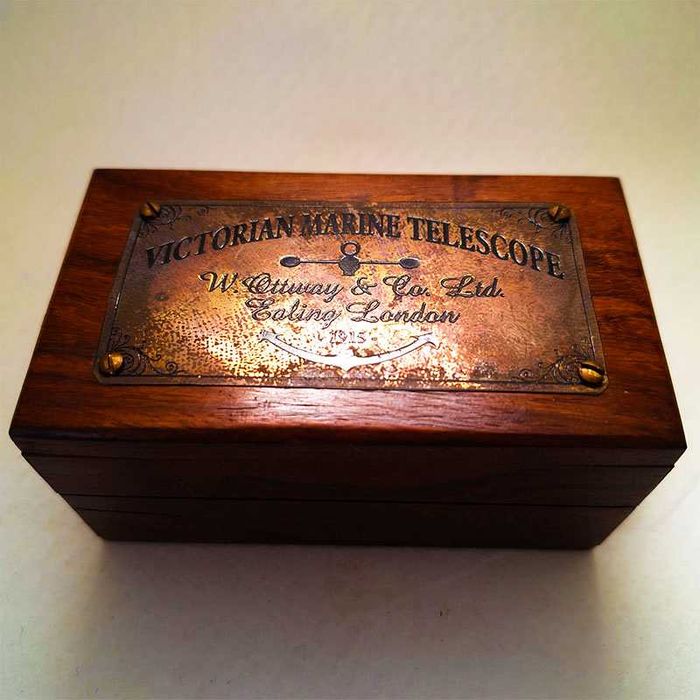 VICTORIAN MARINE TELESCOPE
W. Ottway & Co. Ltd.
Ealing London
1915